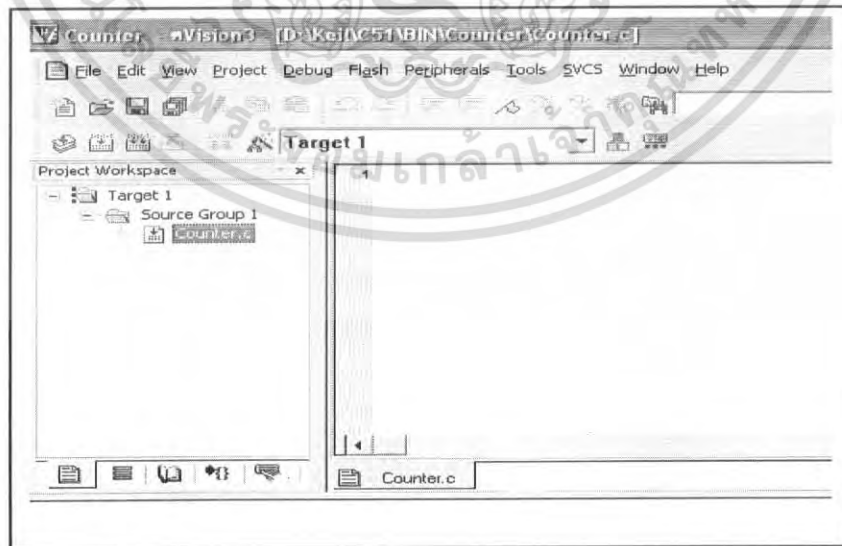 Counter - µVision3 - [D:\Keil\C51\BIN\Counter\Counter.c]
File Edit View Project Debug Flash Peripherals Tools SVCS Window Help
Target 1
Project Workspace
Target 1
Source Group 1
Counter.c
1
Counter.c